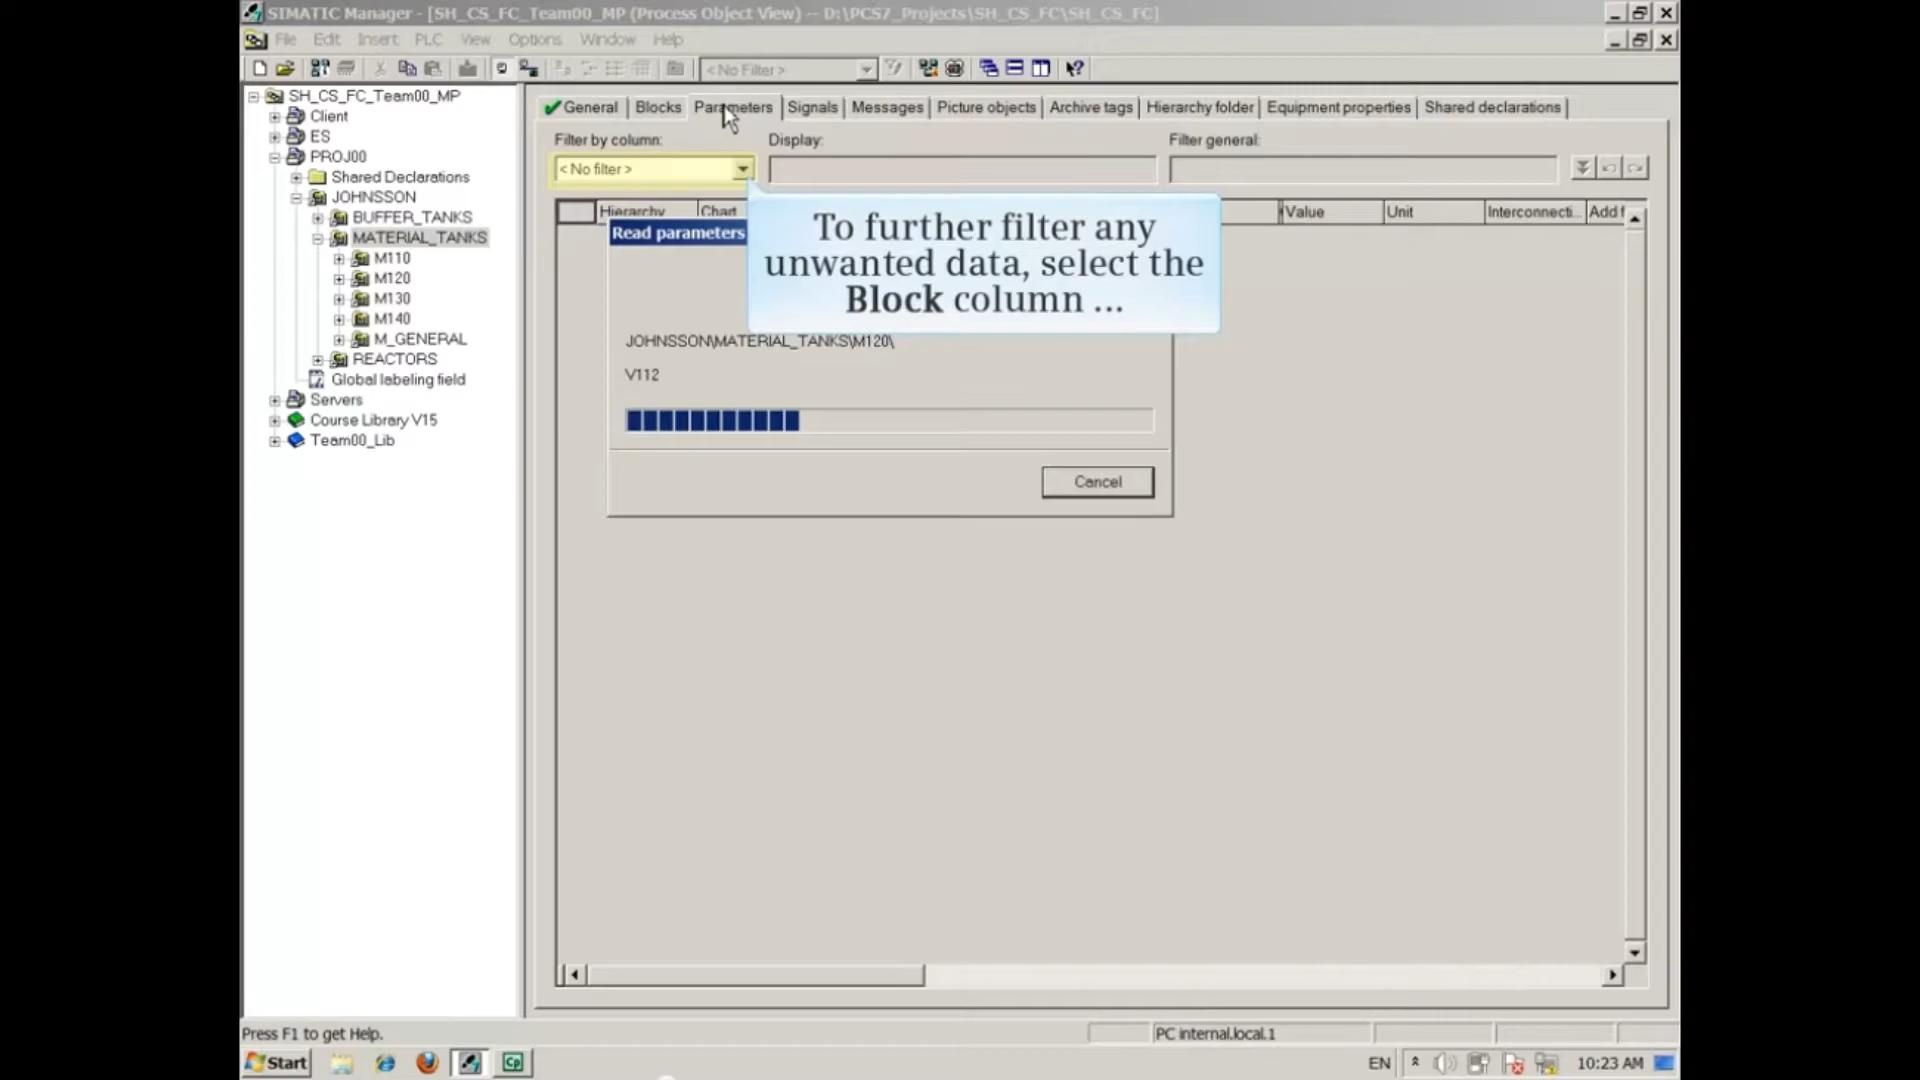 SIMATIC Manager - [SH_CS_FC_Team00_MP (Process Object View) -- D:\PCS7_Projects\SH_CS_FC\SH_CS_FC]
File Edit Insert PLC View Options Window Help
< No Filter >
SH_CS_FC_Team00_MP
Client
ES
PROJ00
Shared Declarations
JOHNSSON
BUFFER_TANKS
MATERIAL_TANKS
M110
M120
M130
M140
M_GENERAL
REACTORS
Global labeling field
Servers
Course Library V15
Team00_Lib
General Blocks Parameters Signals Messages Picture objects Archive tags Hierarchy folder Equipment properties Shared declarations
Filter by column: Display: Filter general:
< No filter >
Hierarchy Chart Value Unit Interconnecti... Add f
Read parameters
To further filter any
unwanted data, select the
Block column ...
JOHNSSON\MATERIAL_TANKS\M120\
V112
Cancel
Press F1 to get Help.
PC internal.local.1
Start
Cp
EN
10:23 AM